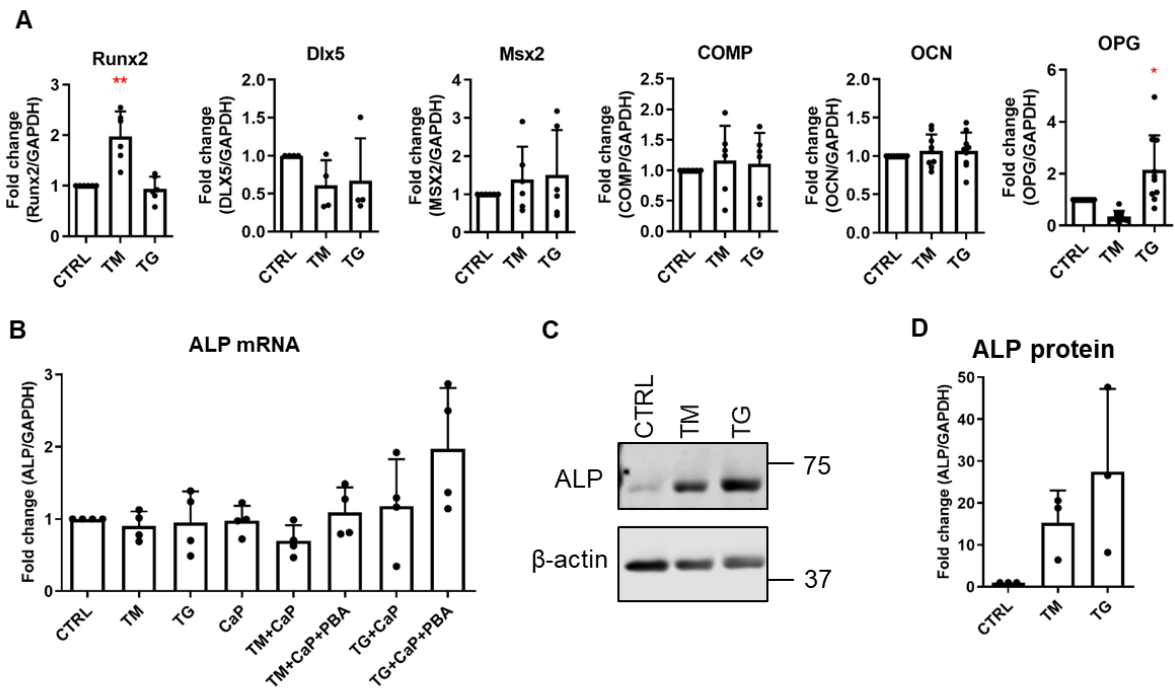 A
Runx2
Fold change
(Runx2/GAPDH)
3
2
1
0
**
CTRL
TM
TG
Dlx5
Fold change
(DLX5/GAPDH)
2.0
1.5
1.0
0.5
0.0
CTRL
TM
TG
Msx2
Fold change
(MSX2/GAPDH)
4
3
2
1
0
CTRL
TM
TG
COMP
Fold change
(COMP/GAPDH)
2.5
2.0
1.5
1.0
0.5
0.0
CTRL
TM
TG
OCN
Fold change
(OCN/GAPDH)
2.0
1.5
1.0
0.5
0.0
CTRL
TM
TG
OPG
Fold change
(OPG/GAPDH)
6
4
2
0
*
CTRL
TM
TG
B
ALP mRNA
Fold change (ALP/GAPDH)
3
2
1
0
CTRL
TM
TG
CaP
TM+CaP
TM+CaP+PBA
TG+CaP
TG+CaP+PBA
C
CTRL
TM
TG
ALP
75
β-actin
37
D
ALP protein
Fold change (ALP/GAPDH)
50
40
30
20
10
0
CTRL
TM
TG